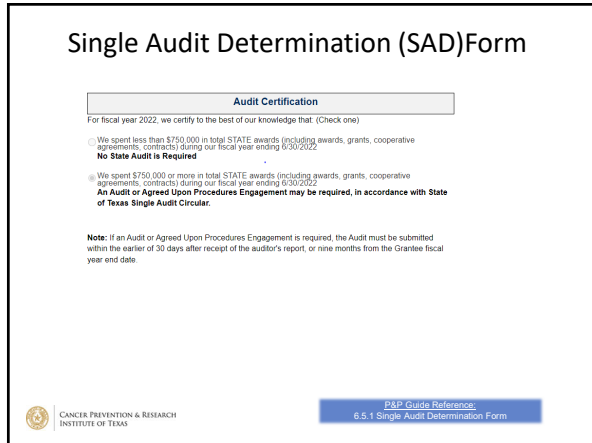 Single Audit Determination (SAD)Form
Audit Certification
For fiscal year 2022, we certify to the best of our knowledge that: (Check one)
We spent less than $750,000 in total STATE awards (including awards, grants, cooperative
agreements, contracts) during our fiscal year ending 6/30/2022
No State Audit is Required
We spent $750,000 or more in total STATE awards (including awards, grants, cooperative
agreements, contracts) during our fiscal year ending 6/30/2022
An Audit or Agreed Upon Procedures Engagement may be required, in accordance with State
of Texas Single Audit Circular.
Note: If an Audit or Agreed Upon Procedures Engagement is required, the Audit must be submitted
within the earlier of 30 days after receipt of the auditor's report, or nine months from the Grantee fiscal
year end date.
CANCER PREVENTION & RESEARCH
INSTITUTE OF TEXAS
P&P Guide Reference:
6.5.1 Single Audit Determination Form